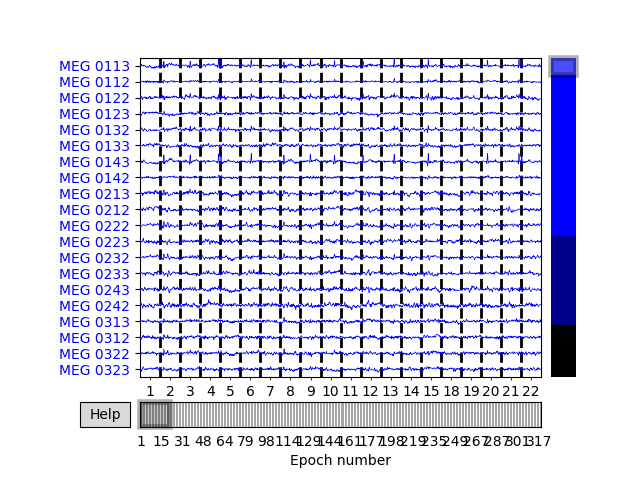 MEG 0113
MEG 0112
MEG 0122
MEG 0123
MEG 0132
MEG 0133
MEG 0143
MEG 0142
MEG 0213
MEG 0212
MEG 0222
MEG 0223
MEG 0232
MEG 0233
MEG 0243
MEG 0242
MEG 0313
MEG 0312
MEG 0322
MEG 0323
1 2 3 4 5 6 7 8 9 10 11 12 13 14 15 18 19 20 21 22
Help
1 15 31 48 64 79 98 114 129 144 161 177 198 219 235 249 267 287 301 317
Epoch number